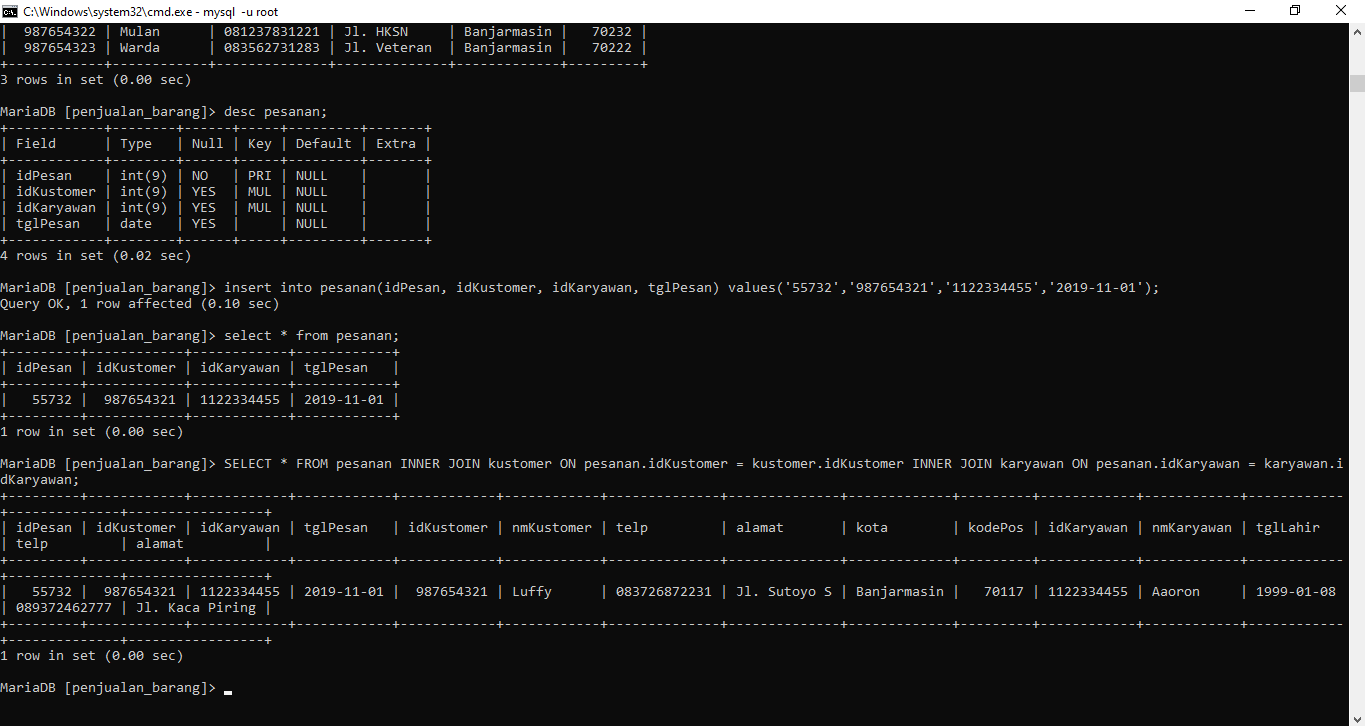 C:\Windows\system32\cmd.exe - mysql  -u root
|  987654322 | Mulan      | 081237831221 | Jl. HKSN     | Banjarmasin |   70232 |
|  987654323 | Warda      | 083562731283 | Jl. Veteran  | Banjarmasin |   70222 |
+------------+------------+--------------+--------------+-------------+---------+
3 rows in set (0.00 sec)
MariaDB [penjualan_barang]> desc pesanan;
+------------+--------+------+-----+---------+-------+
| Field      | Type   | Null | Key | Default | Extra |
+------------+--------+------+-----+---------+-------+
| idPesan    | int(9) | NO   | PRI | NULL    |       |
| idKustomer | int(9) | YES  | MUL | NULL    |       |
| idKaryawan | int(9) | YES  | MUL | NULL    |       |
| tglPesan   | date   | YES  |     | NULL    |       |
+------------+--------+------+-----+---------+-------+
4 rows in set (0.02 sec)
MariaDB [penjualan_barang]> insert into pesanan(idPesan, idKustomer, idKaryawan, tglPesan) values('55732','987654321','1122334455','2019-11-01');
Query OK, 1 row affected (0.10 sec)
MariaDB [penjualan_barang]> select * from pesanan;
+---------+------------+------------+------------+
| idPesan | idKustomer | idKaryawan | tglPesan   |
+---------+------------+------------+------------+
|   55732 |  987654321 | 1122334455 | 2019-11-01 |
+---------+------------+------------+------------+
1 row in set (0.00 sec)
MariaDB [penjualan_barang]> SELECT * FROM pesanan INNER JOIN kustomer ON pesanan.idKustomer = kustomer.idKustomer INNER JOIN karyawan ON pesanan.idKaryawan = karyawan.i
dKaryawan;
+---------+------------+------------+------------+------------+------------+--------------+--------------+-------------+---------+------------+------------+------------
+--------------+-----------------+
| idPesan | idKustomer | idKaryawan | tglPesan   | idKustomer | nmKustomer | telp         | alamat       | kota        | kodePos | idKaryawan | nmKaryawan | tglLahir
| telp         | alamat          |
+---------+------------+------------+------------+------------+------------+--------------+--------------+-------------+---------+------------+------------+------------
+--------------+-----------------+
|   55732 |  987654321 | 1122334455 | 2019-11-01 |  987654321 | Luffy      | 083726872231 | Jl. Sutoyo S | Banjarmasin |   70117 | 1122334455 | Aaoron     | 1999-01-08
| 089372462777 | Jl. Kaca Piring |
+---------+------------+------------+------------+------------+------------+--------------+--------------+-------------+---------+------------+------------+------------
+--------------+-----------------+
1 row in set (0.00 sec)
MariaDB [penjualan_barang]> _